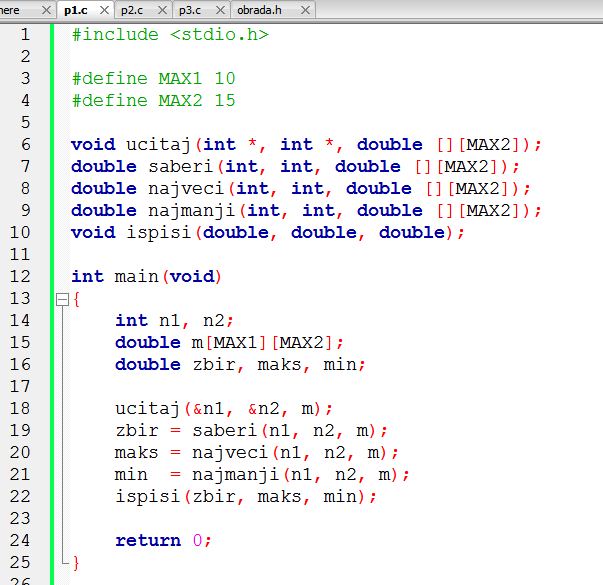 nere p1.c p2.c p3.c obrada.h
1 #include <stdio.h>
2
3 #define MAX1 10
4 #define MAX2 15
5
6 void ucitaj(int *, int *, double [][MAX2]);
7 double saberi(int, int, double [][MAX2]);
8 double najveci(int, int, double [][MAX2]);
9 double najmanji(int, int, double [][MAX2]);
10 void ispisi(double, double, double);
11
12 int main(void)
13 {
14     int n1, n2;
15     double m[MAX1][MAX2];
16     double zbir, maks, min;
17
18     ucitaj(&n1, &n2, m);
19     zbir = saberi(n1, n2, m);
20     maks = najveci(n1, n2, m);
21     min  = najmanji(n1, n2, m);
22     ispisi(zbir, maks, min);
23
24     return 0;
25 }
26